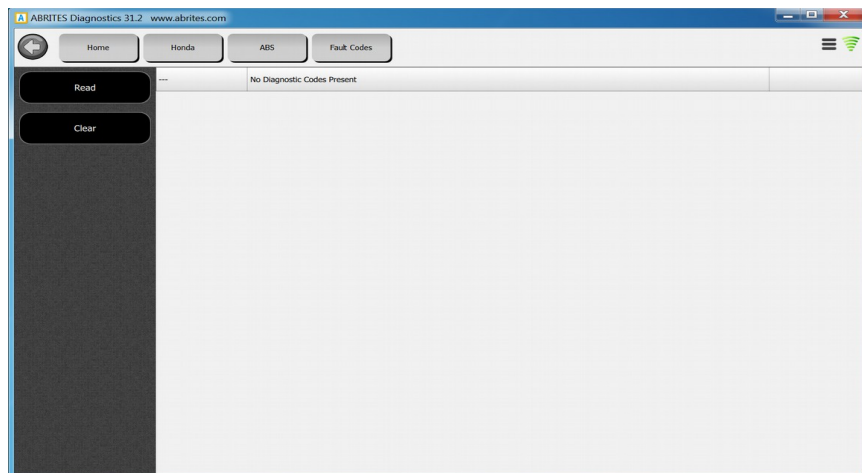 ABRITES Diagnostics 31.2 www.abrites.com
Home Honda ABS Fault Codes
Read
--- No Diagnostic Codes Present
Clear